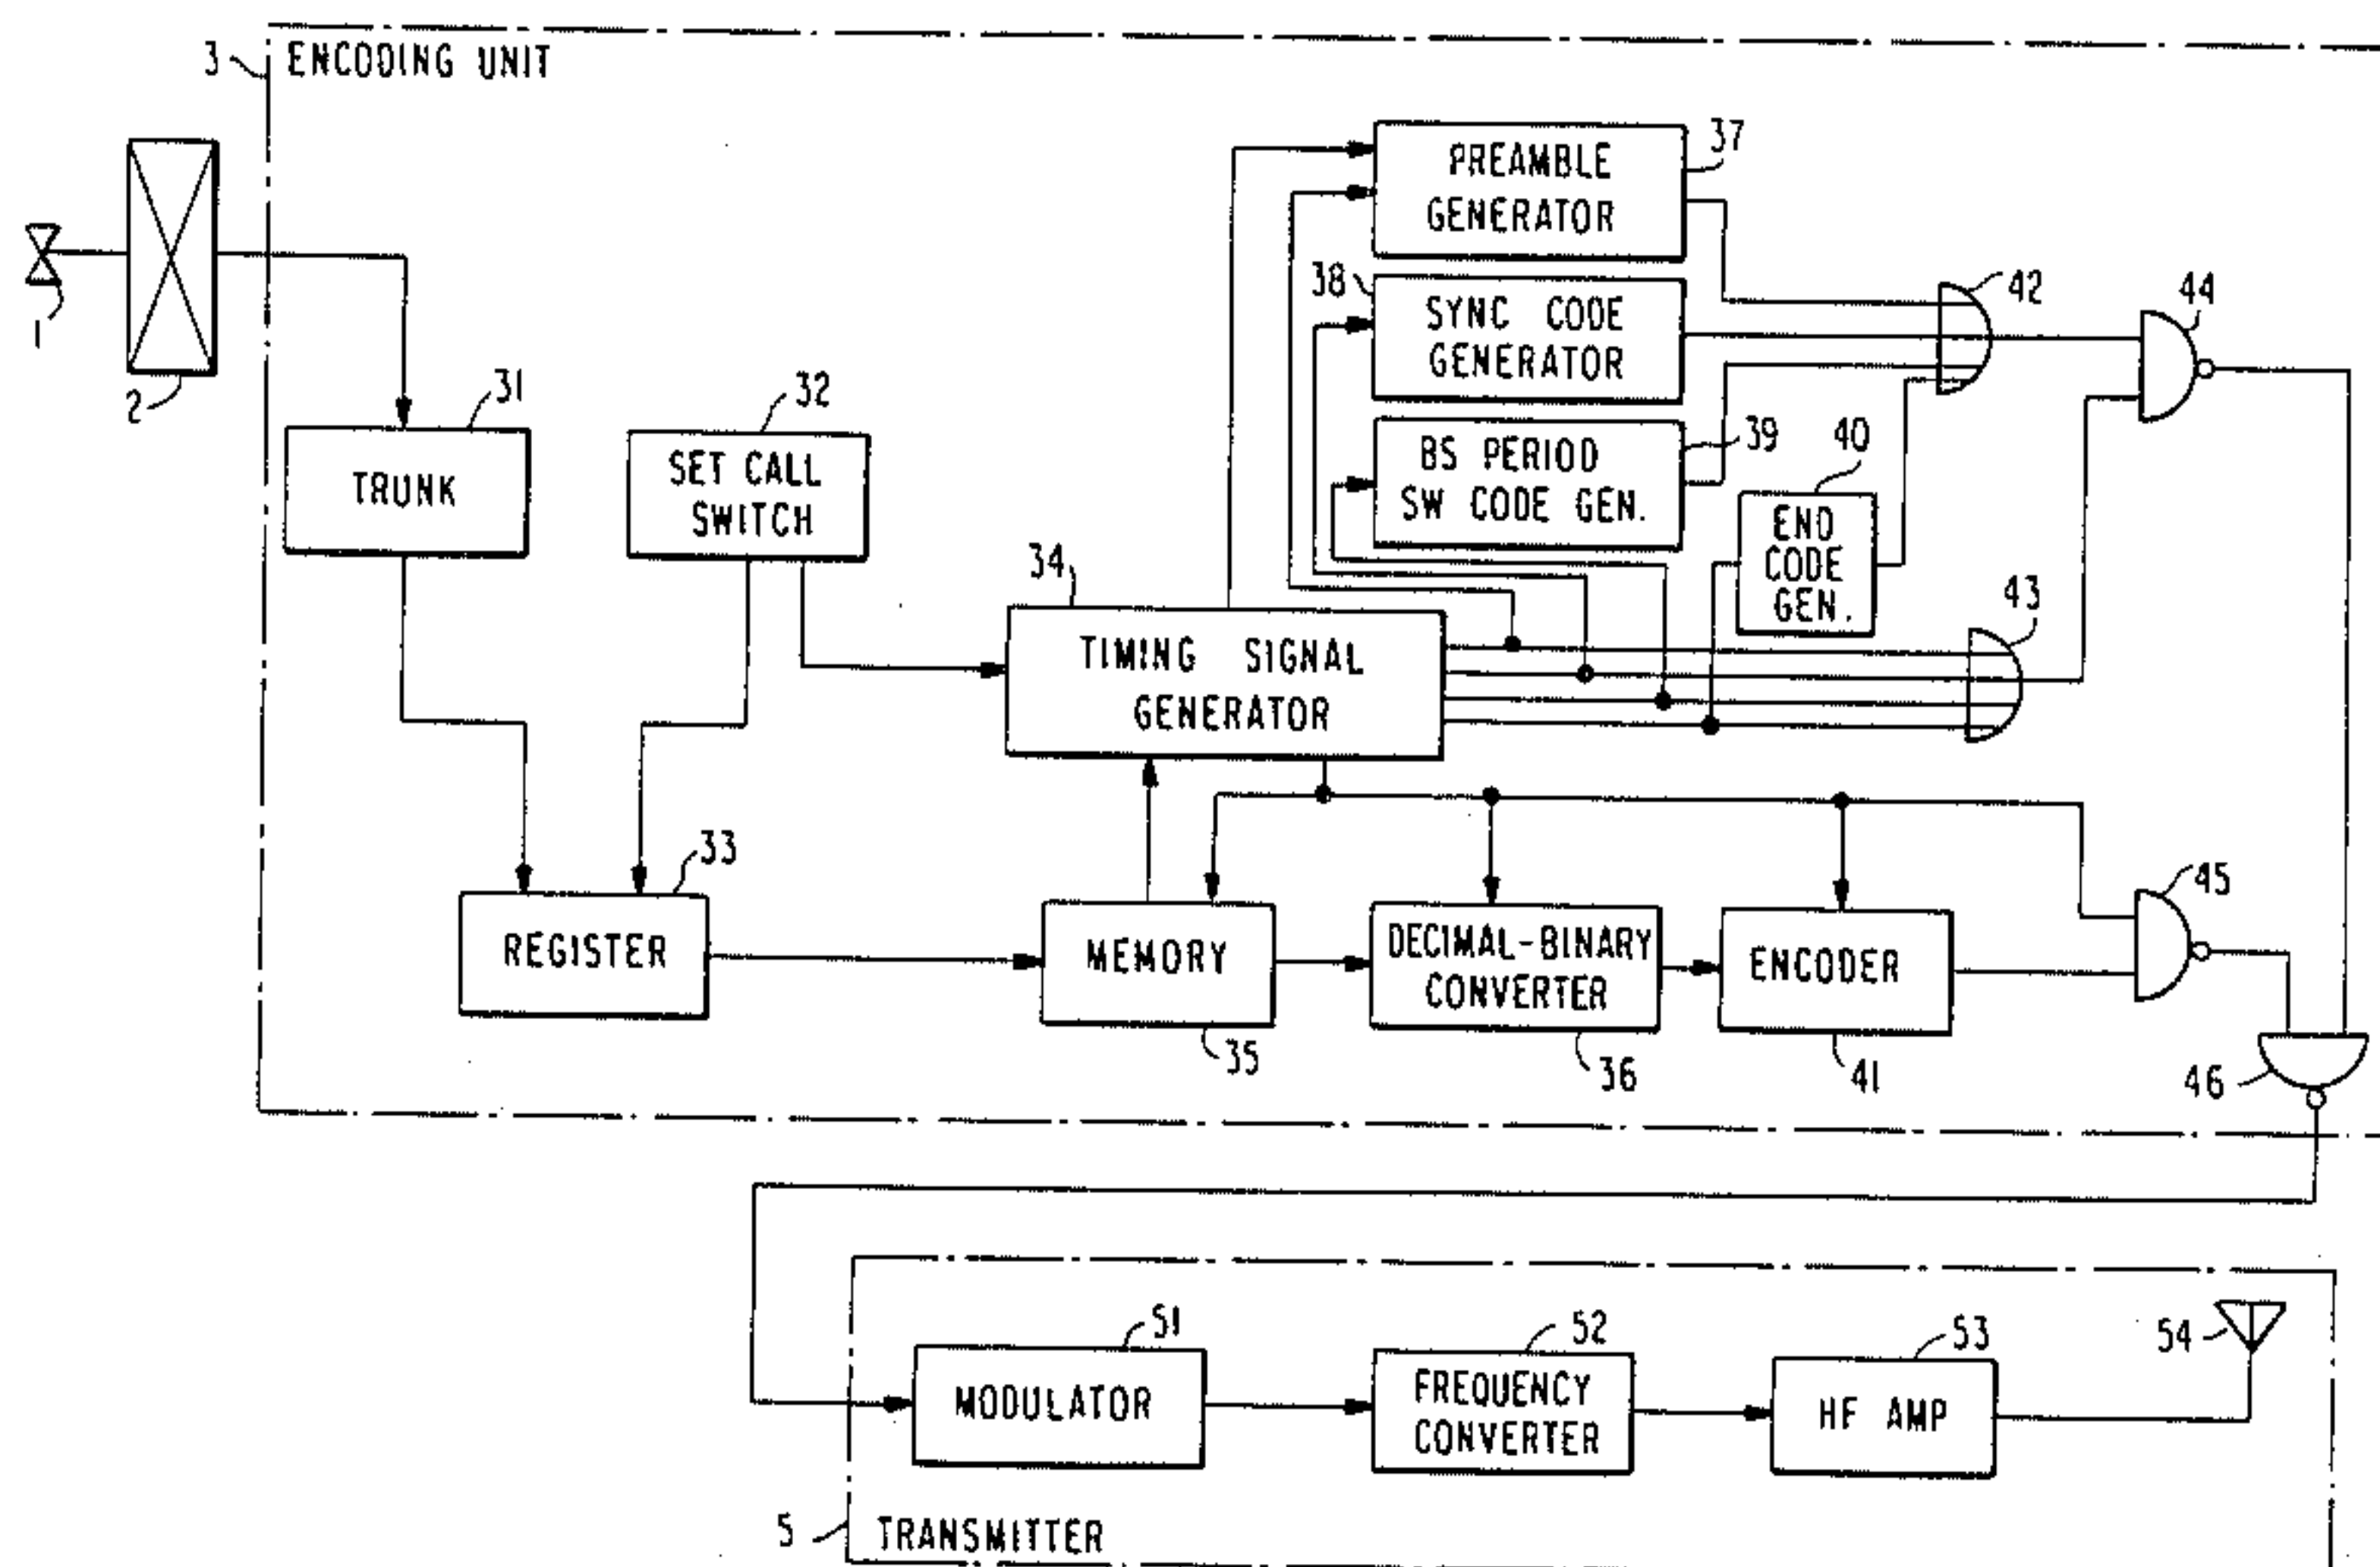 3
ENCODING UNIT
1
2
37
PREAMBLE
GENERATOR
38
SYNC CODE
GENERATOR
42
44
31
TRUNK
32
SET CALL
SWITCH
39
BS PERIOD
SW CODE GEN.
40
END
CODE
GEN.
34
TIMING SIGNAL
GENERATOR
43
33
REGISTER
MEMORY
35
DECIMAL-BINARY
CONVERTER
36
ENCODER
41
45
46
51
MODULATOR
52
FREQUENCY
CONVERTER
53
HF AMP
54
5
TRANSMITTER